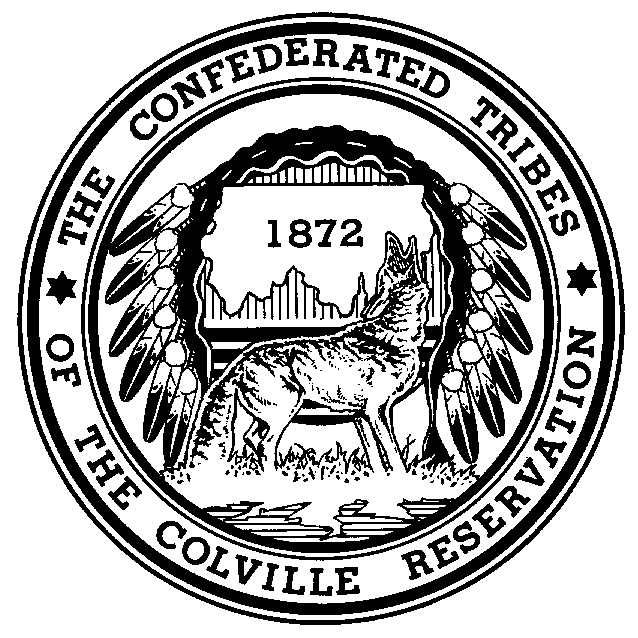 THE CONFEDERATED TRIBES
OF THE COLVILLE RESERVATION
1872